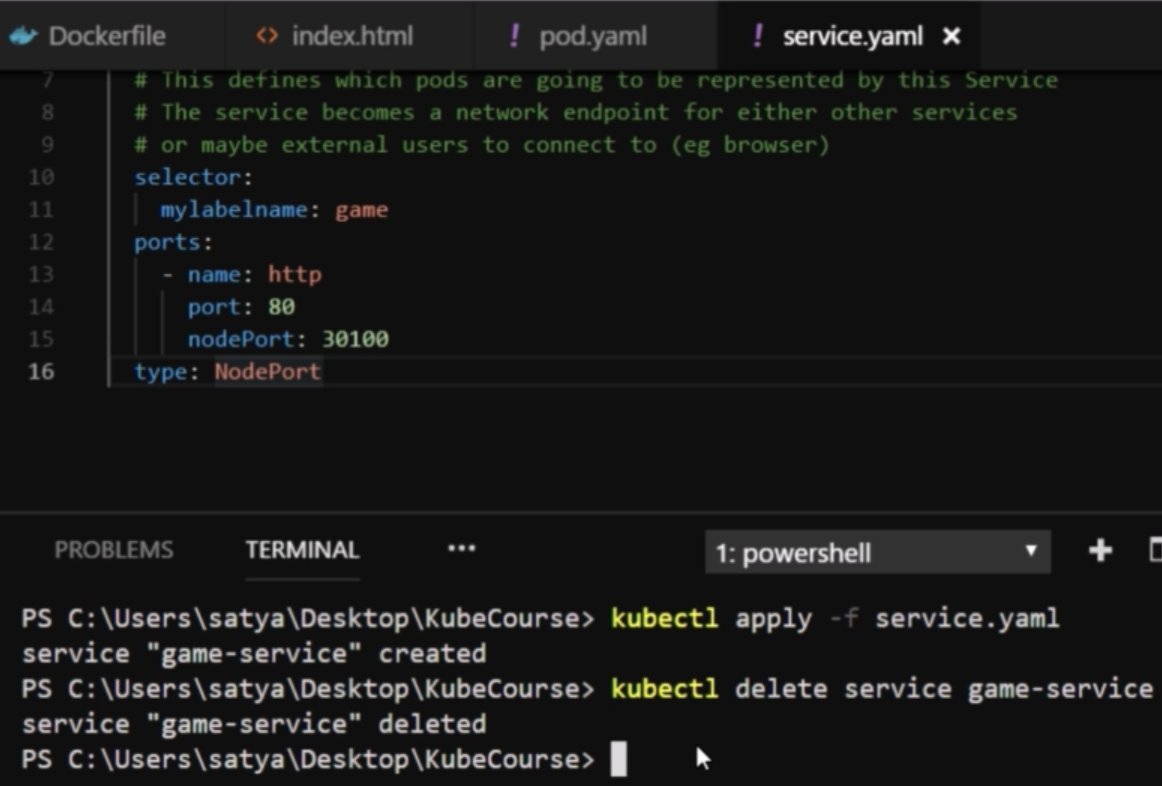 Dockerfile <> index.html ! pod.yaml ! service.yaml ×
7 # This defines which pods are going to be represented by this Service
8 # The service becomes a network endpoint for either other services
9 # or maybe external users to connect to (eg browser)
10 selector:
11 mylabelname: game
12 ports:
13 - name: http
14 port: 80
15 nodePort: 30100
16 type: NodePort
PROBLEMS TERMINAL ••• 1: powershell
PS C:\Users\satya\Desktop\KubeCourse> kubectl apply -f service.yaml
service "game-service" created
PS C:\Users\satya\Desktop\KubeCourse> kubectl delete service game-service
service "game-service" deleted
PS C:\Users\satya\Desktop\KubeCourse>